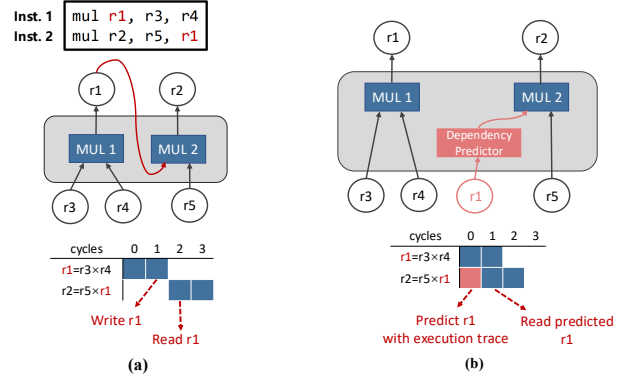 Inst. 1 mul r1, r3, r4
Inst. 2 mul r2, r5, r1
r1
r2
MUL 1
MUL 2
r3
r4
r5
cycles 0 1 2 3
r1=r3×r4
r2=r5×r1
Write r1
Read r1
(a)
r1
r2
MUL 1
MUL 2
Dependency
Predictor
r3
r4
r1
r5
cycles 0 1 2 3
r1=r3×r4
r2=r5×r1
Predict r1
with execution trace
Read predicted
r1
(b)